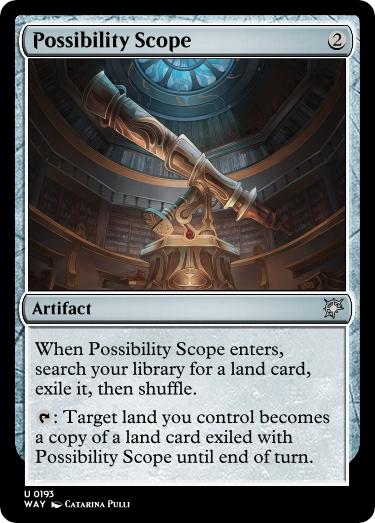 Possibility Scope 2
Artifact
When Possibility Scope enters,
search your library for a land card,
exile it, then shuffle.
: Target land you control becomes
a copy of a land card exiled with
Possibility Scope until end of turn.
U 0193
WAY Catarina Pulli